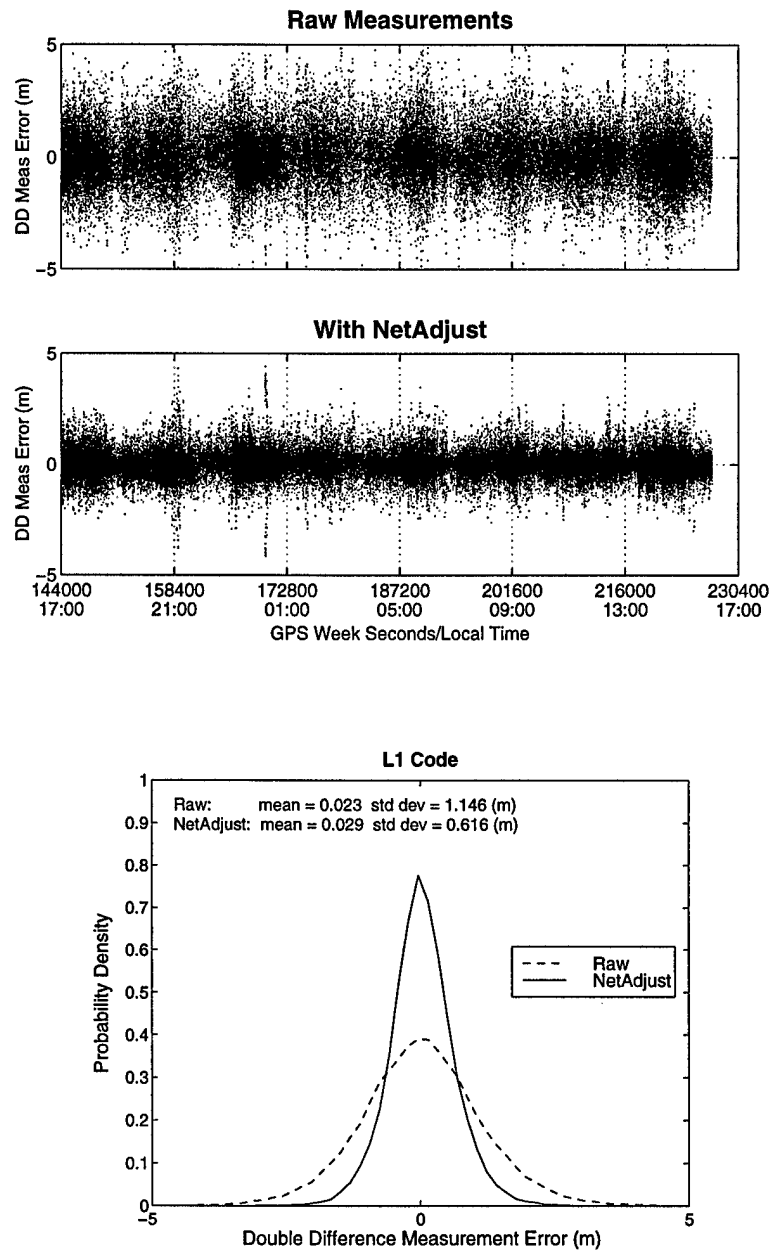 Raw Measurements
5
0
−5
DD Meas Error (m)
With NetAdjust
5
0
−5
DD Meas Error (m)
144000 158400 172800 187200 201600 216000 230400
17:00 21:00 01:00 05:00 09:00 13:00 17:00
GPS Week Seconds/Local Time
L1 Code
1
0.9
0.8
0.7
0.6
0.5
0.4
0.3
0.2
0.1
0
Probability Density
Raw: mean = 0.023 std dev = 1.146 (m)
NetAdjust: mean = 0.029 std dev = 0.616 (m)
Raw
NetAdjust
−5 0 5
Double Difference Measurement Error (m)